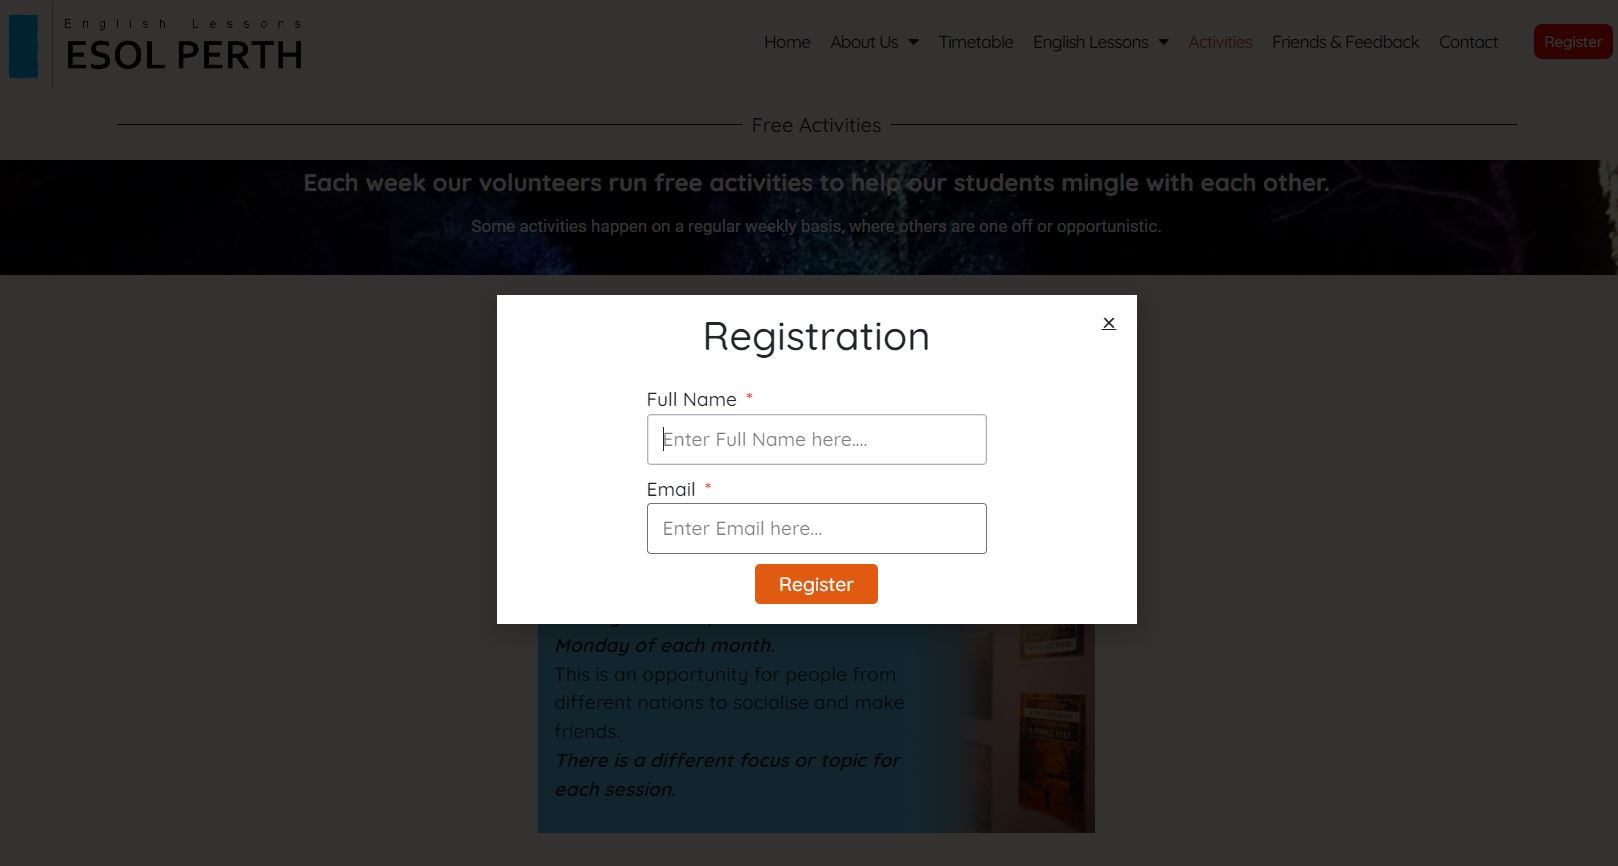 English Lessons
ESOL PERTH
Home About Us Timetable English Lessons Activities Friends & Feedback Contact Register
Free Activities
Each week our volunteers run free activities to help our students mingle with each other.
Some activities happen on a regular weekly basis, where others are one off or opportunistic.
Registration
x
Full Name *
Enter Full Name here....
Email *
Enter Email here...
Register
Monday of each month.
This is an opportunity for people from
different nations to socialise and make
friends.
There is a different focus or topic for
each session.